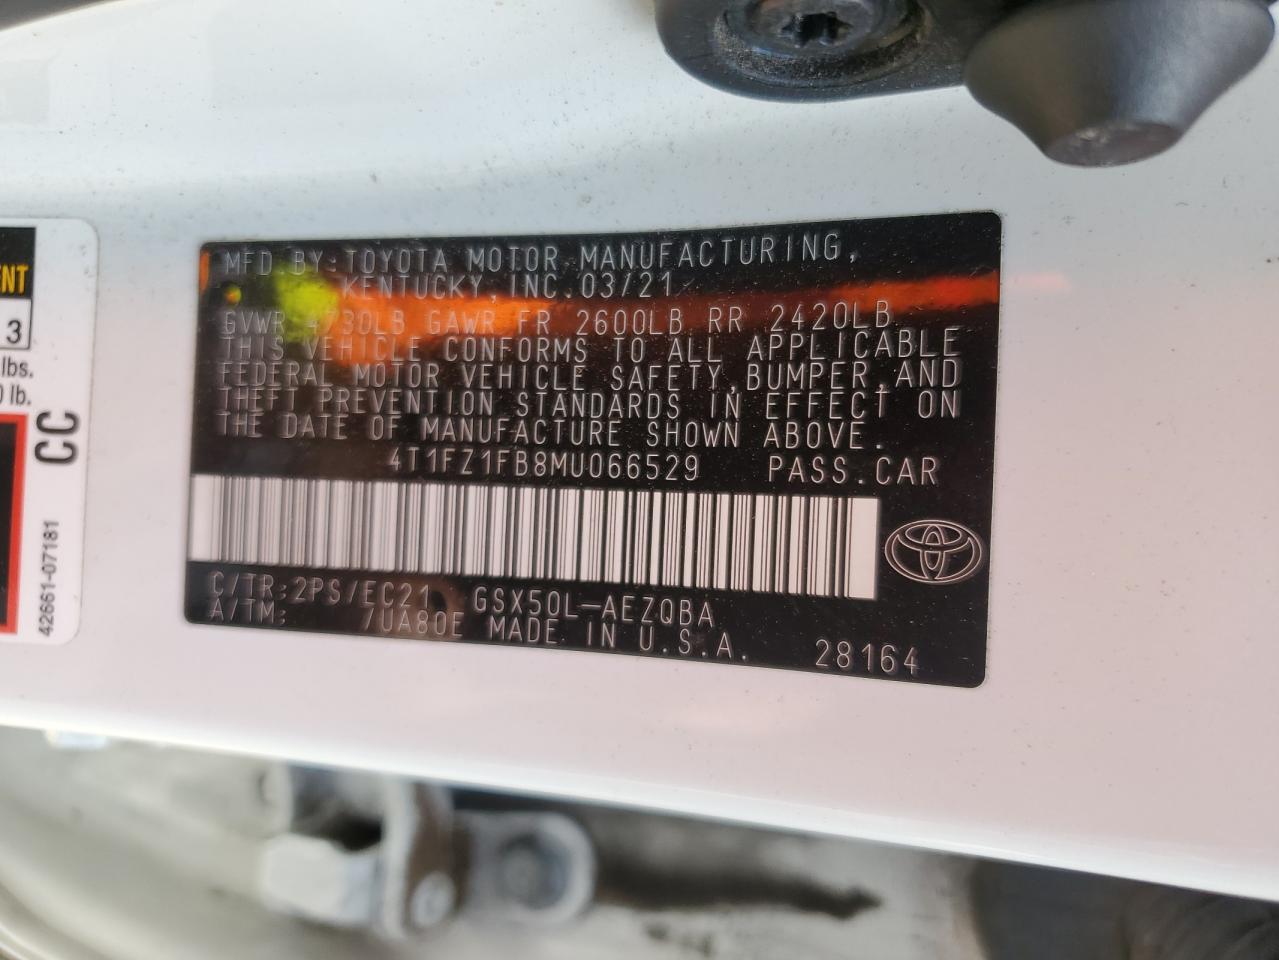 MFD BY: TOYOTA MOTOR MANUFACTURING,
KENTUCKY, INC. 03/21
GVWR 4730LB GAWR FR 2600LB RR 2420LB
THIS VEHICLE CONFORMS TO ALL APPLICABLE
FEDERAL MOTOR VEHICLE SAFETY, BUMPER, AND
THEFT PREVENTION STANDARDS IN EFFECT ON
THE DATE OF MANUFACTURE SHOWN ABOVE.
4T1FZ1FB8MU066529 PASS.CAR
C/TR: 2PS/EC21 GSX50L-AEZQBA
A/TM: /UA80E MADE IN U.S.A. 28164
3
lbs.
lb.
CC
42661-07181